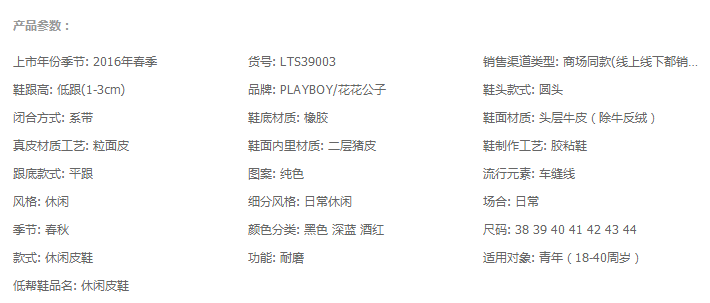 产品参数：
上市年份季节: 2016年春季 货号: LTS39003 销售渠道类型: 商场同款(线上线下都销...
鞋跟高: 低跟(1-3cm) 品牌: PLAYBOY/花花公子 鞋头款式: 圆头
闭合方式: 系带 鞋底材质: 橡胶 鞋面材质: 头层牛皮（除牛反绒）
真皮材质工艺: 粒面皮 鞋面内里材质: 二层猪皮 鞋制作工艺: 胶粘鞋
跟底款式: 平跟 图案: 纯色 流行元素: 车缝线
风格: 休闲 细分风格: 日常休闲 场合: 日常
季节: 春秋 颜色分类: 黑色 深蓝 酒红 尺码: 38 39 40 41 42 43 44
款式: 休闲皮鞋 功能: 耐磨 适用对象: 青年（18-40周岁）
低帮鞋品名: 休闲皮鞋